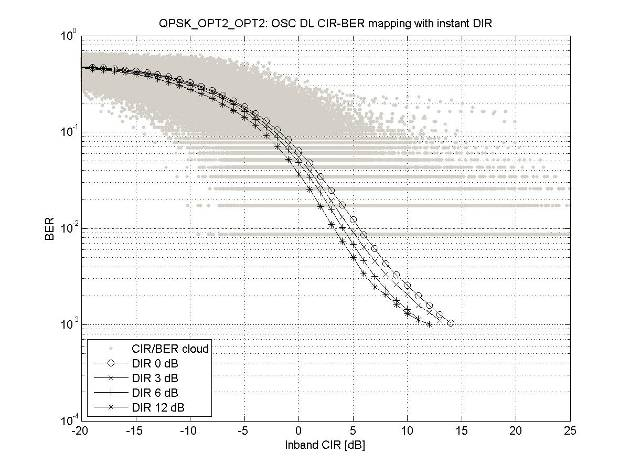 QPSK_OPT2_OPT2: OSC DL CIR-BER mapping with instant DIR
10^0
10^-1
10^-2
10^-3
10^-4
BER
CIR/BER cloud
DIR 0 dB
DIR 3 dB
DIR 6 dB
DIR 12 dB
-20 -15 -10 -5 0 5 10 15 20 25
Inband CIR [dB]